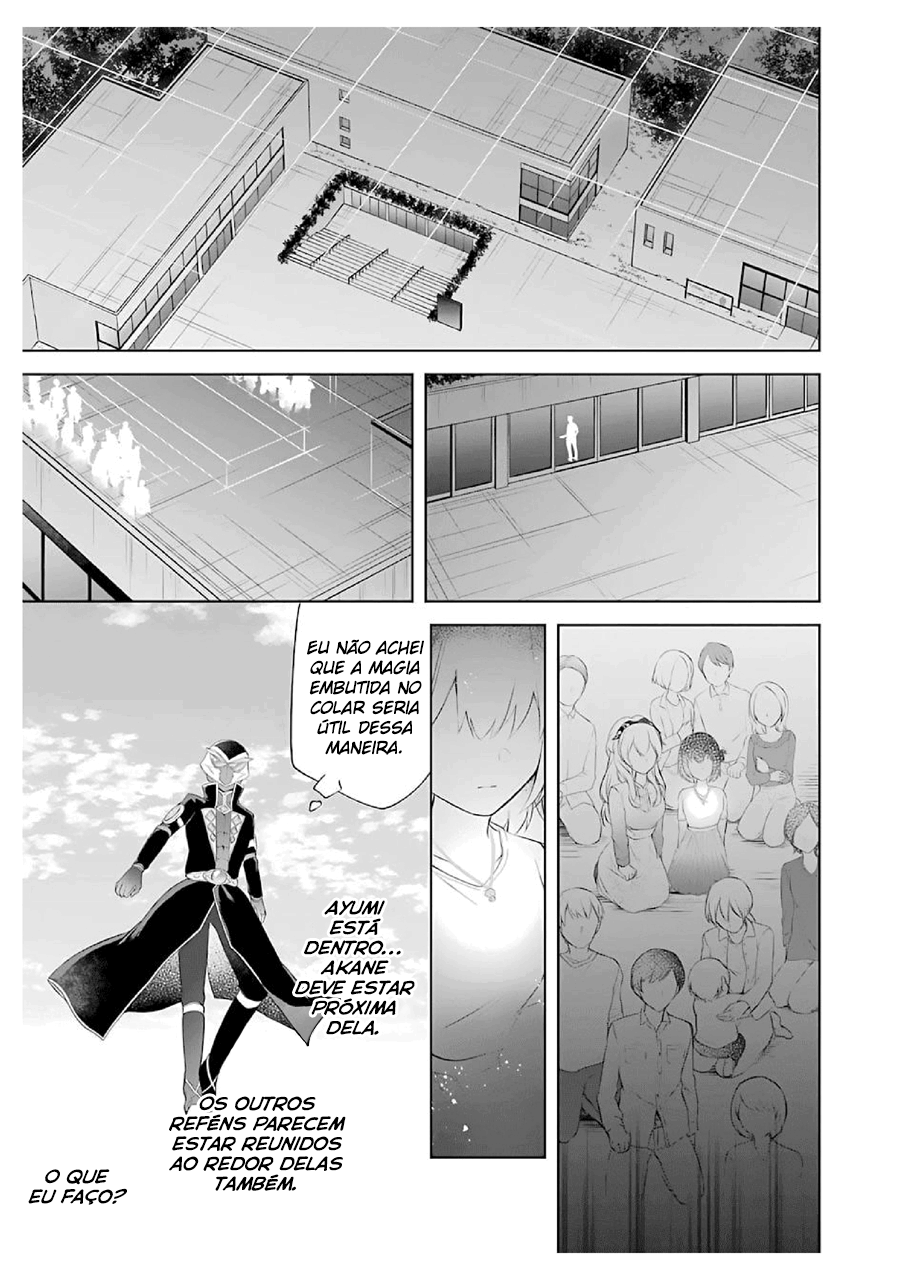 EU NÃO ACHEI
QUE A MAGIA
EMBUTIDA NO
COLAR SERIA
ÚTIL DESSA
MANEIRA.
AYUMI
ESTÁ
DENTRO...
AKANE
DEVE ESTAR
PRÓXIMA
DELA.
OS OUTROS
REFÉNS PARECEM
ESTAR REUNIDOS
AO REDOR DELAS
TAMBÉM.
O QUE
EU FAÇO?